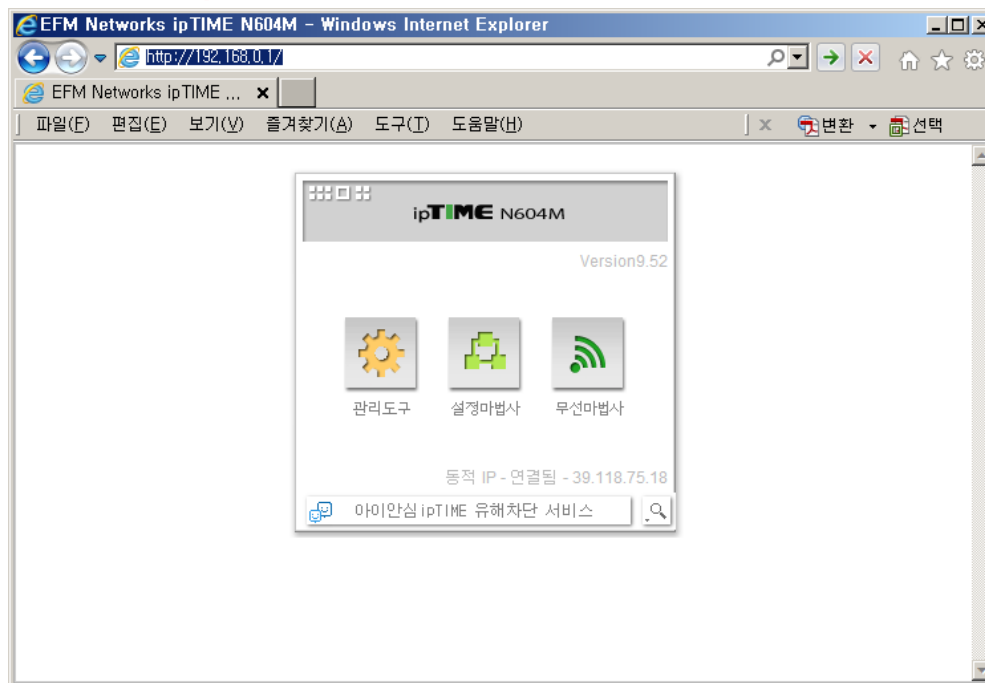 EFM Networks ipTIME N604M - Windows Internet Explorer
http://192.168.0.1/
EFM Networks ipTIME ...
파일(F) 편집(E) 보기(V) 즐겨찾기(A) 도구(T) 도움말(H) 변환 선택
ipTIME N604M
Version9.52
관리도구 설정마법사 무선마법사
동적 IP - 연결됨 - 39.118.75.18
아이안심 ipTIME 유해차단 서비스